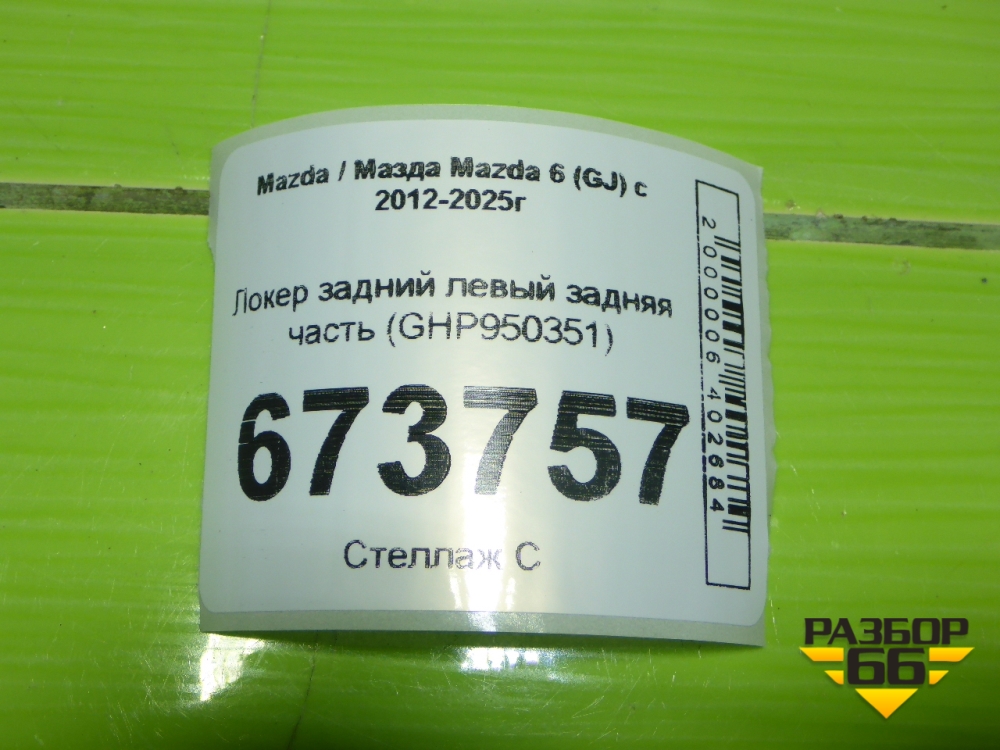 Mazda / Мазда Mazda 6 (GJ) с
2012-2025г
Локер задний левый задняя
часть (GHP950351)
673757
Стеллаж С
2000006402684
РАЗБОР
66